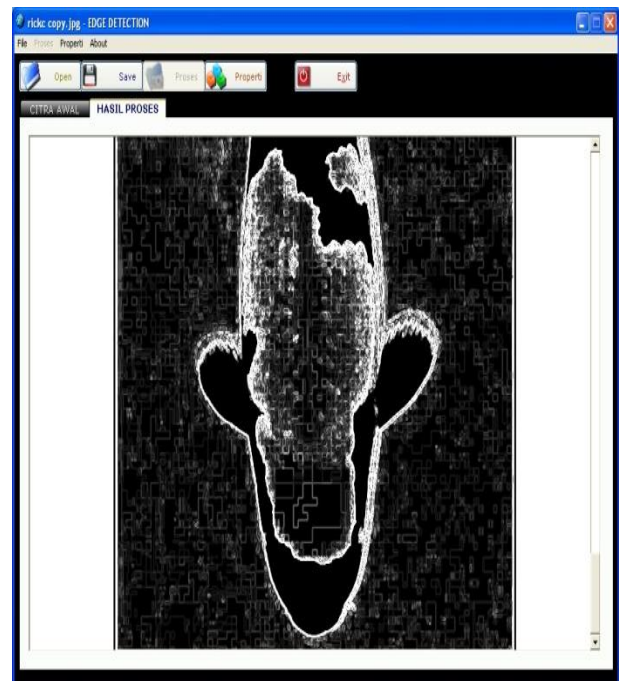 rickc copy.jpg - EDGE DETECTION
File Proses Properti About
Open Save Proses Properti Exit
CITRA AWAL HASIL PROSES